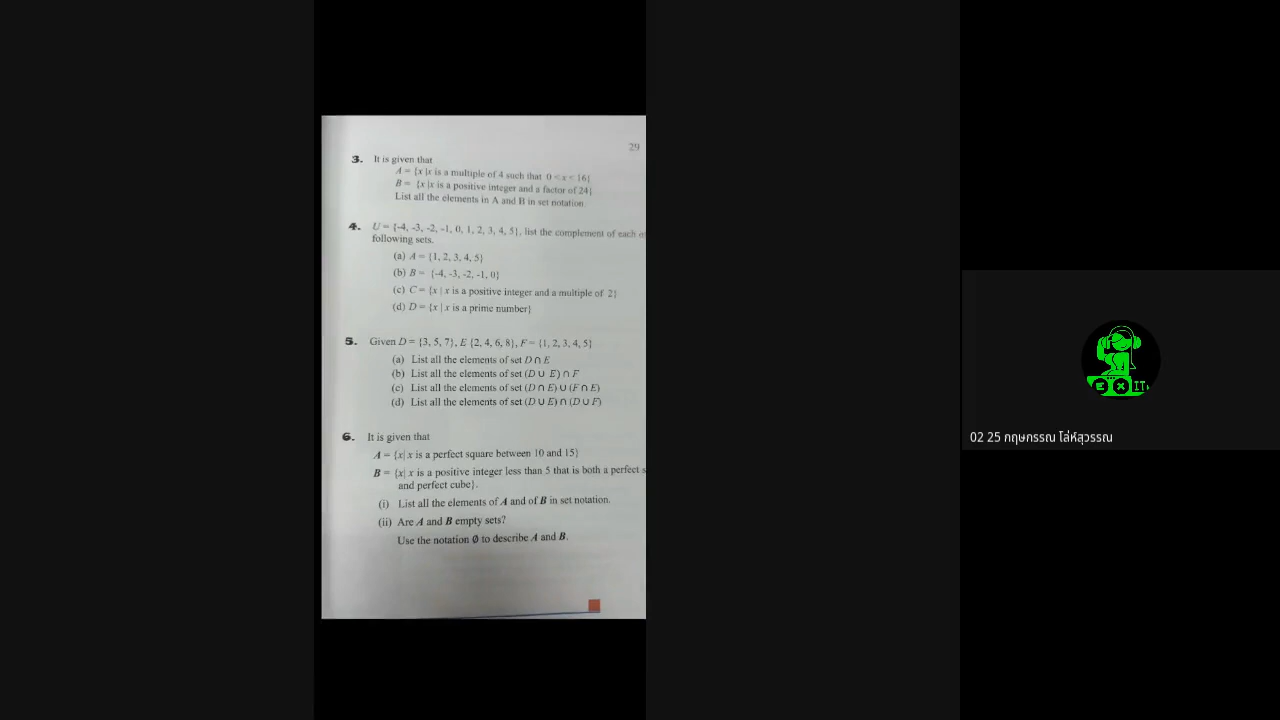 29
3. It is given that
A = {x |x is a multiple of 4 such that 0 < x < 16}
B = {x |x is a positive integer and a factor of 24}
List all the elements in A and B in set notation.
4. U = {-4, -3, -2, -1, 0, 1, 2, 3, 4, 5}, list the complement of each of
following sets.
(a) A = {1, 2, 3, 4, 5}
(b) B = {-4, -3, -2, -1, 0}
(c) C = {x | x is a positive integer and a multiple of 2}
(d) D = {x | x is a prime number}
5. Given D = {3, 5, 7}, E {2, 4, 6, 8}, F = {1, 2, 3, 4, 5}
(a) List all the elements of set D ∩ E
(b) List all the elements of set (D ∪ E) ∩ F
(c) List all the elements of set (D ∩ E) ∪ (F ∩ E)
(d) List all the elements of set (D ∪ E) ∩ (D ∪ F)
6. It is given that
A = {x| x is a perfect square between 10 and 15}
B = {x| x is a positive integer less than 5 that is both a perfect s
and perfect cube}.
(i) List all the elements of A and of B in set notation.
(ii) Are A and B empty sets?
Use the notation Ø to describe A and B.
EXIT
02 25 กฤษกรรณ โล่ห์สุวรรณ